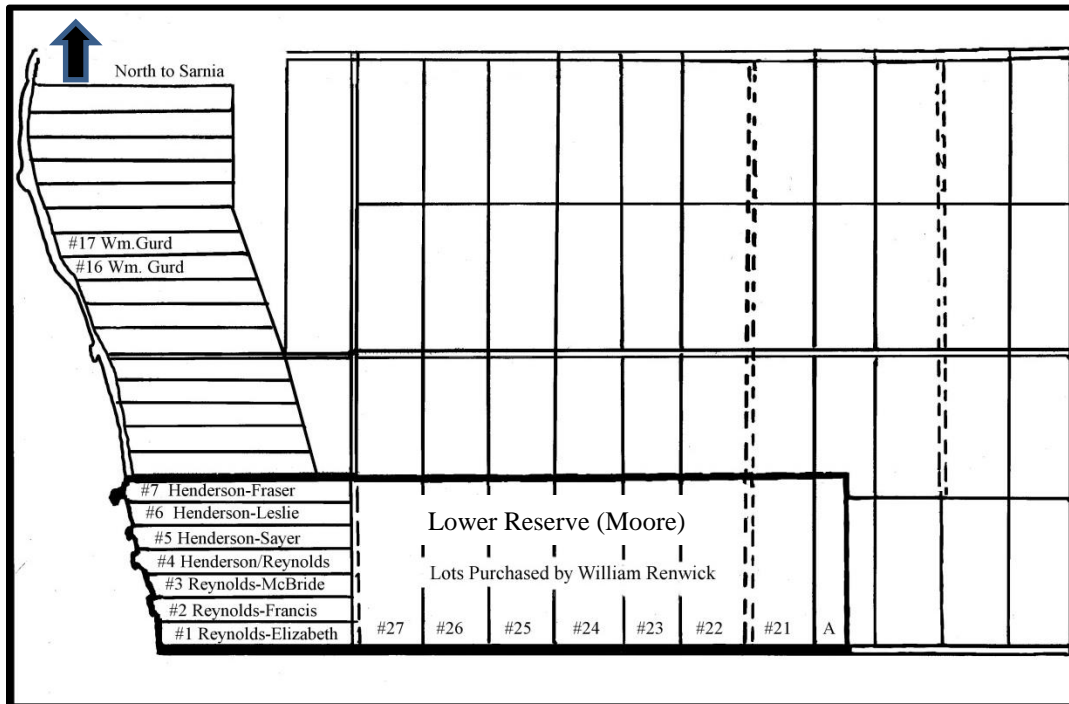 North to Sarnia
#17 Wm.Gurd
#16 Wm. Gurd
#7 Henderson-Fraser
#6 Henderson-Leslie
#5 Henderson-Sayer
#4 Henderson/Reynolds
#3 Reynolds-McBride
#2 Reynolds-Francis
#1 Reynolds-Elizabeth
Lower Reserve (Moore)
Lots Purchased by William Renwick
#27 #26 #25 #24 #23 #22 #21 A